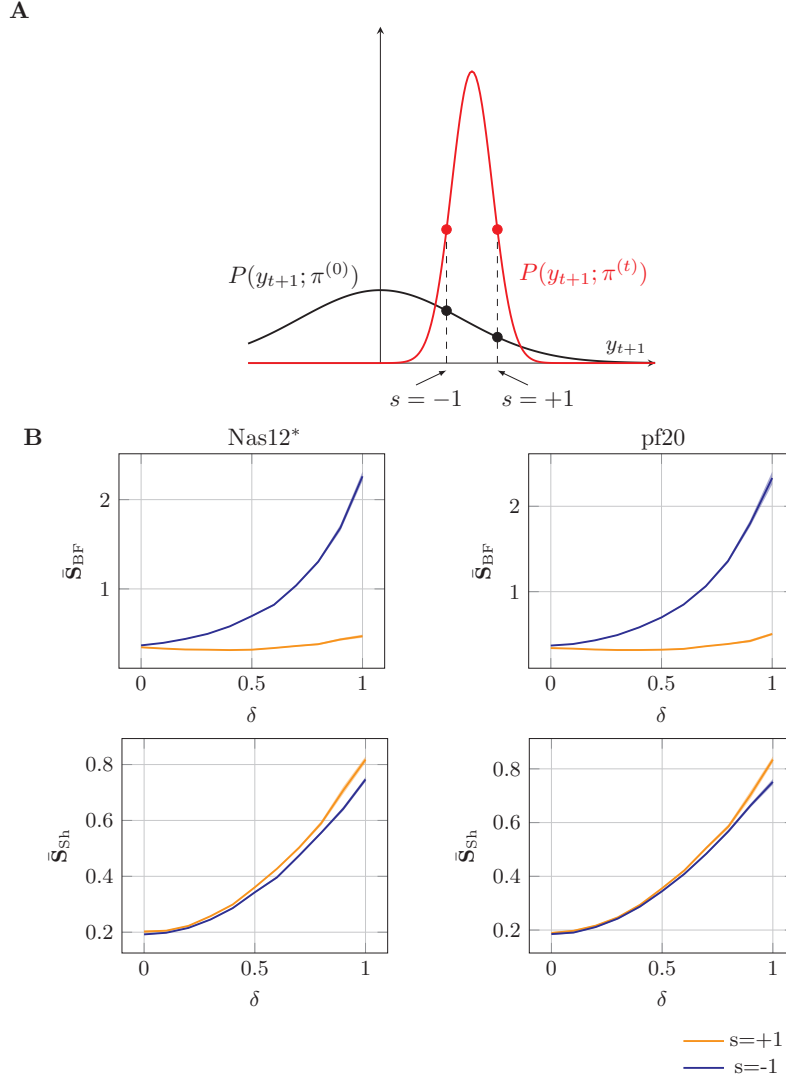 A
P(y_{t+1}; π^{(0)})
P(y_{t+1}; π^{(t)})
y_{t+1}
s = −1
s = +1
B
Nas12*
pf20
S̄_BF
2
1
0
0.5
1
δ
S̄_BF
2
1
0
0.5
1
δ
S̄_Sh
0.8
0.6
0.4
0.2
0
0.5
1
δ
S̄_Sh
0.8
0.6
0.4
0.2
0
0.5
1
δ
s=+1
s=-1